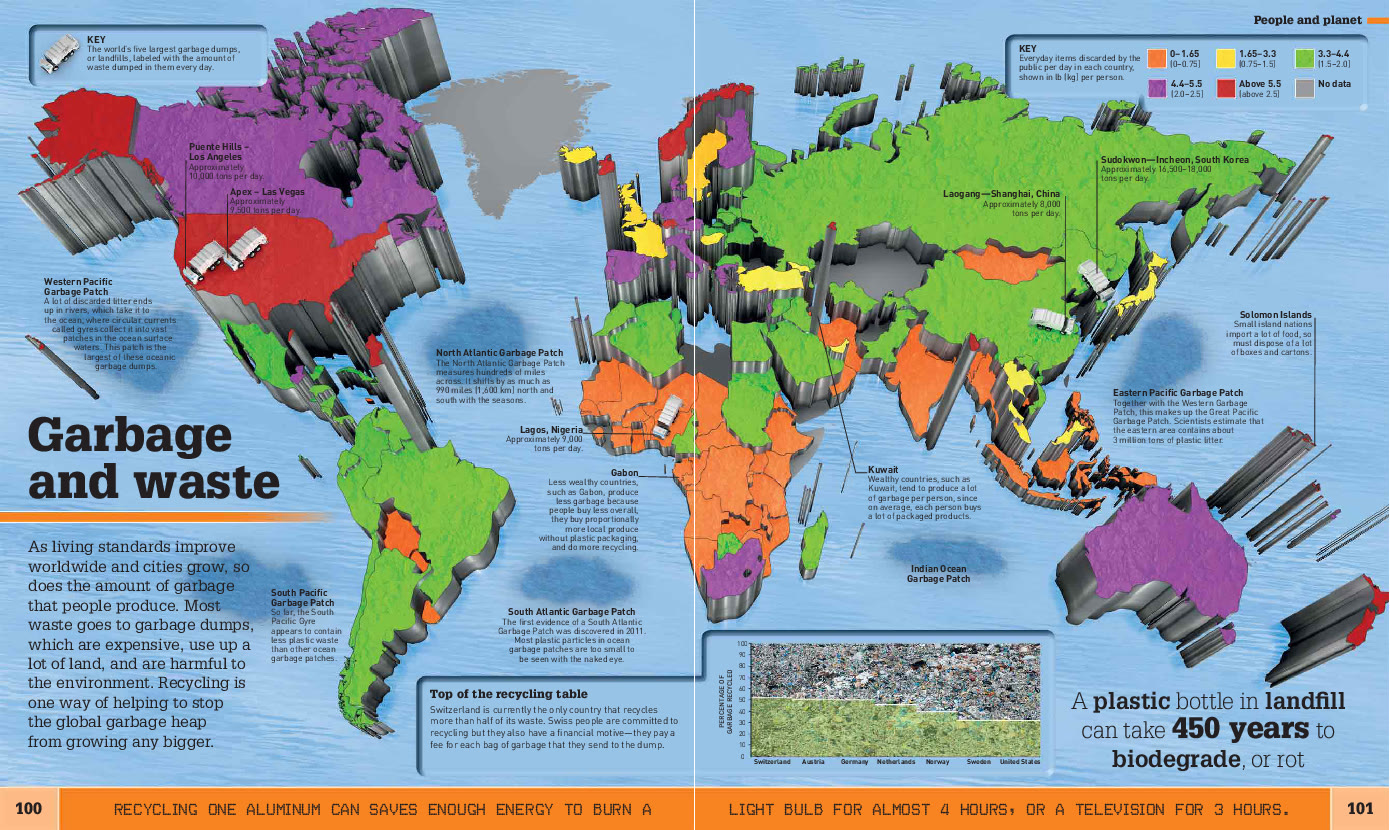 People and planet
KEY
The world's five largest garbage dumps,
or landfills, labeled with the amount of
waste dumped in them every day.
KEY
Everyday items discarded by the
public per day in each country,
shown in lb (kg) per person.
0–1.65
(0–0.75)
1.65–3.3
(0.75–1.5)
3.3–4.4
(1.5–2.0)
4.4–5.5
(2.0–2.5)
Above 5.5
(above 2.5)
No data
Puente Hills –
Los Angeles
Approximately
10,000 tons per day.
Apex – Las Vegas
Approximately
9,500 tons per day.
Sudokwon—Incheon, South Korea
Approximately 16,500–18,000
tons per day.
Laogang—Shanghai, China
Approximately 8,000
tons per day.
Western Pacific
Garbage Patch
A lot of discarded litter ends
up in rivers, which take it to
the ocean, where circular currents
called gyres collect it into vast
patches in the ocean surface
waters. This patch is the
largest of these oceanic
garbage dumps.
North Atlantic Garbage Patch
The North Atlantic Garbage Patch
measures hundreds of miles
across. It shifts by as much as
990 miles (1,600 km) north and
south with the seasons.
Solomon Islands
Small island nations
import a lot of food, so
must dispose of a lot
of boxes and cartons.
Eastern Pacific Garbage Patch
Together with the Western Garbage
Patch, this makes up the Great Pacific
Garbage Patch. Scientists estimate that
the eastern area contains about
3 million tons of plastic litter.
Garbage
and waste
Lagos, Nigeria
Approximately 9,000
tons per day.
Gabon
Less wealthy countries,
such as Gabon, produce
less garbage because
people buy less overall,
they buy proportionally
more local produce
without plastic packaging,
and do more recycling.
Kuwait
Wealthy countries, such as
Kuwait, tend to produce a lot
of garbage per person, since
on average, each person buys
a lot of packaged products.
As living standards improve
worldwide and cities grow, so
does the amount of garbage
that people produce. Most
waste goes to garbage dumps,
which are expensive, use up a
lot of land, and are harmful to
the environment. Recycling is
one way of helping to stop
the global garbage heap
from growing any bigger.
South Pacific
Garbage Patch
So far, the South
Pacific Gyre
appears to contain
less plastic waste
than other ocean
garbage patches.
South Atlantic Garbage Patch
The first evidence of a South Atlantic
Garbage Patch was discovered in 2011.
Most plastic particles in ocean
garbage patches are too small to
be seen with the naked eye.
Indian Ocean
Garbage Patch
Top of the recycling table
Switzerland is currently the only country that recycles
more than half of its waste. Swiss people are committed to
recycling but they also have a financial motive—they pay a
fee for each bag of garbage that they send to the dump.
PERCENTAGE OF
GARBAGE RECYCLED
100
90
80
70
60
50
40
30
20
10
0
Switzerland Austria Germany Netherlands Norway Sweden United States
A plastic bottle in landfill
can take 450 years to
biodegrade, or rot
100
RECYCLING ONE ALUMINUM CAN SAVES ENOUGH ENERGY TO BURN A LIGHT BULB FOR ALMOST 4 HOURS, OR A TELEVISION FOR 3 HOURS.
101